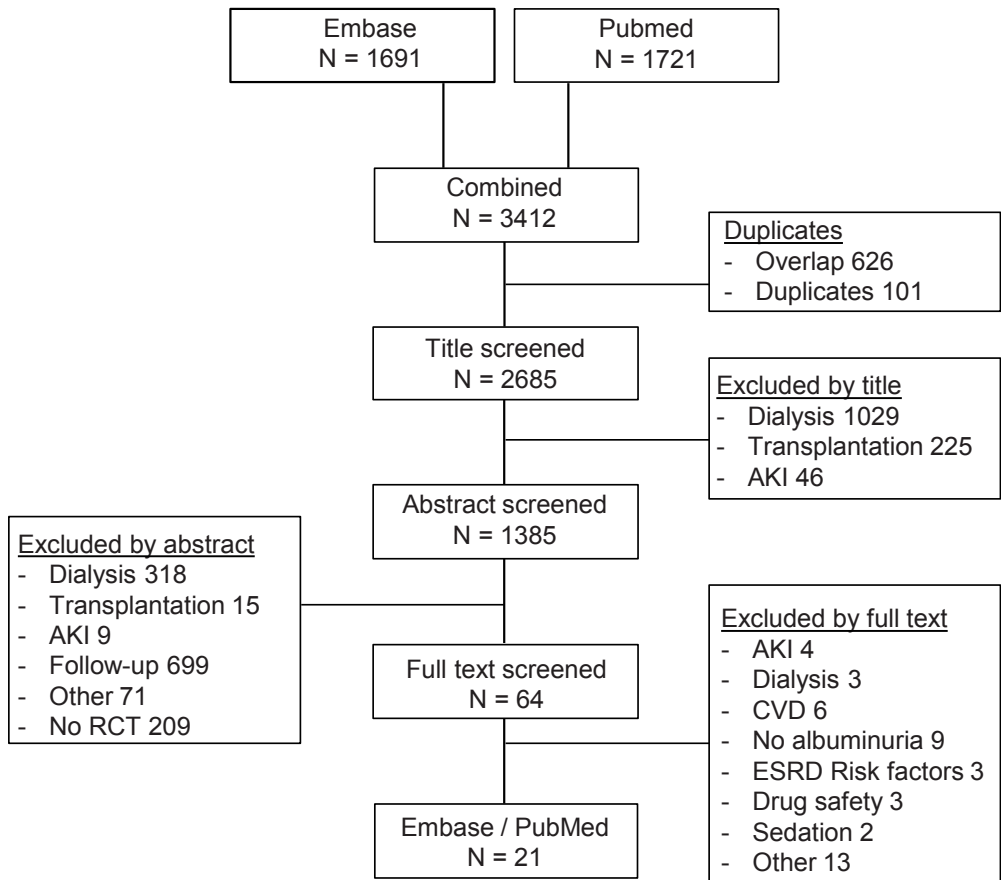 Embase
N = 1691
Pubmed
N = 1721
Combined
N = 3412
Duplicates
- Overlap 626
- Duplicates 101
Title screened
N = 2685
Excluded by title
- Dialysis 1029
- Transplantation 225
- AKI 46
Abstract screened
N = 1385
Excluded by abstract
- Dialysis 318
- Transplantation 15
- AKI 9
- Follow-up 699
- Other 71
- No RCT 209
Full text screened
N = 64
Excluded by full text
- AKI 4
- Dialysis 3
- CVD 6
- No albuminuria 9
- ESRD Risk factors 3
- Drug safety 3
- Sedation 2
- Other 13
Embase / PubMed
N = 21